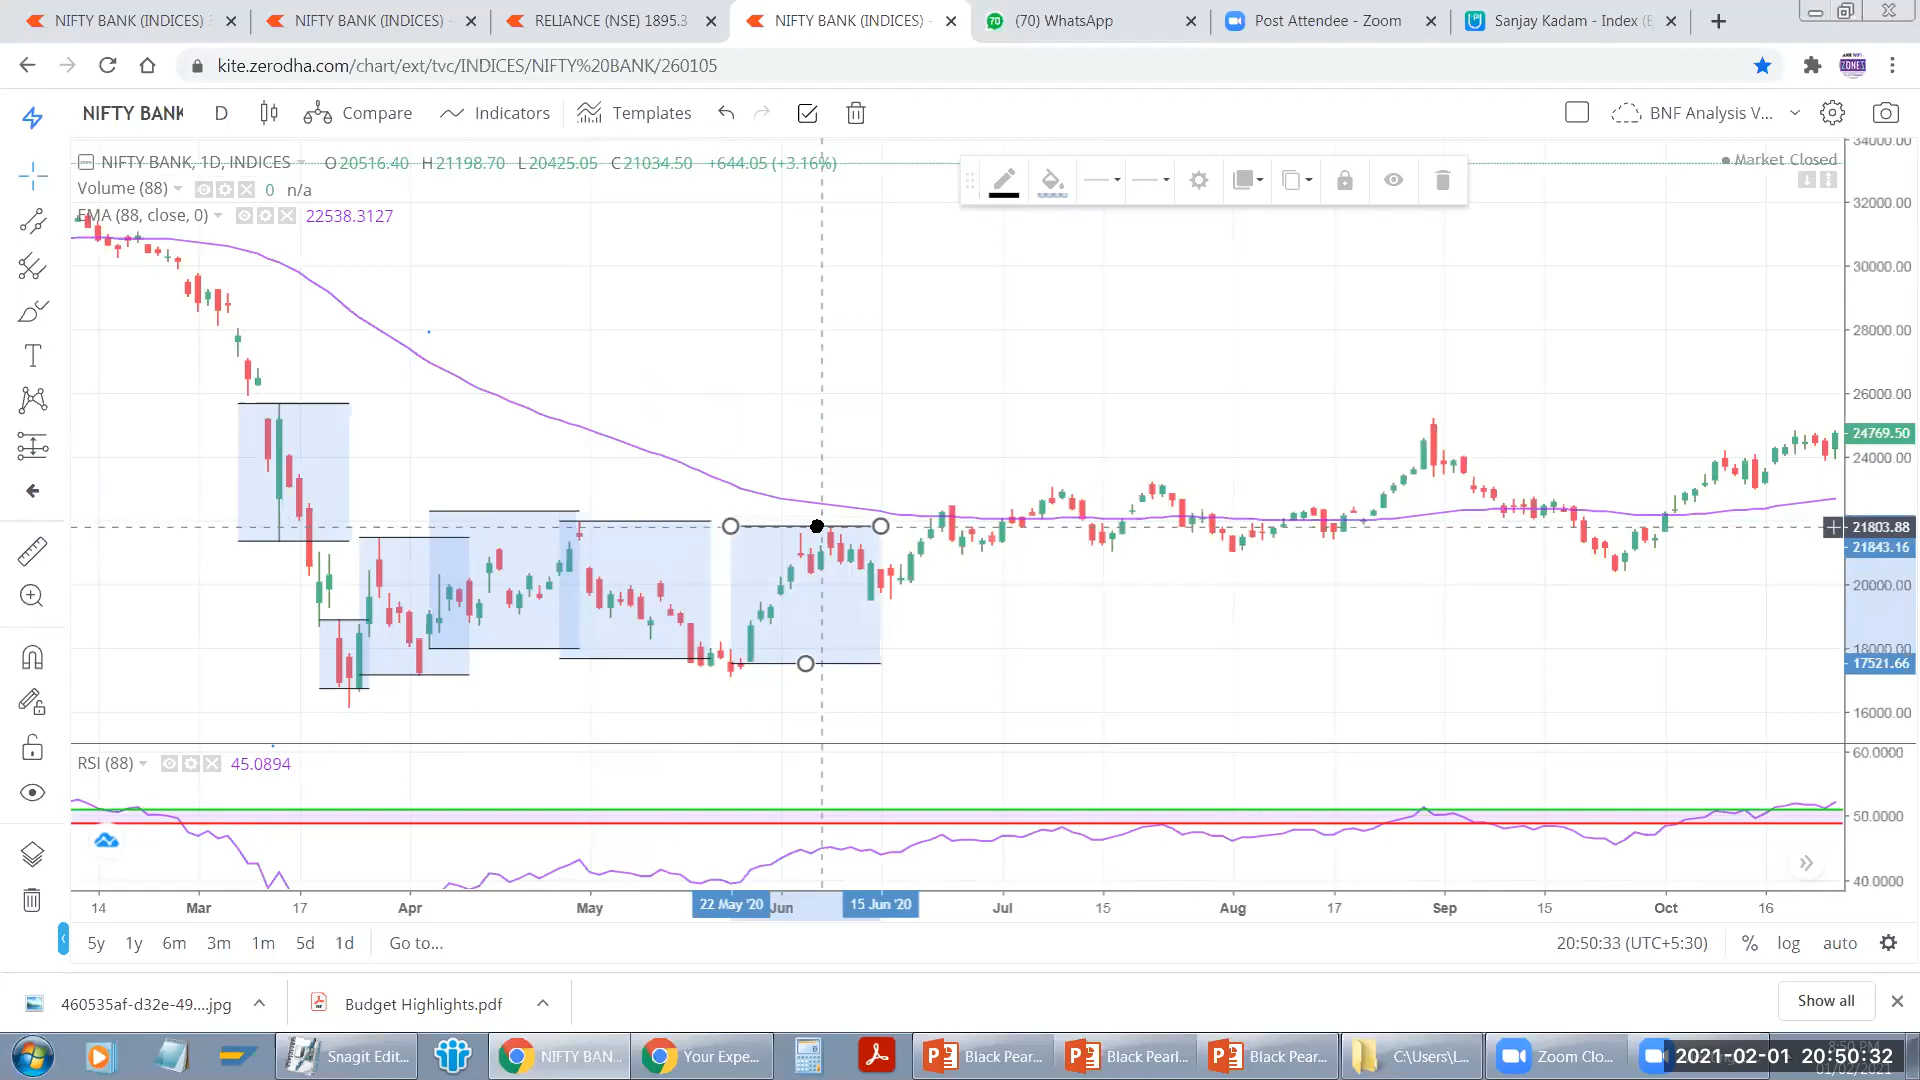 NIFTY BANK (INDICES)
NIFTY BANK (INDICES) -
RELIANCE (NSE) 1895.3
NIFTY BANK (INDICES) -
70 (70) WhatsApp
Post Attendee - Zoom
Sanjay Kadam - Index (
kite.zerodha.com/chart/ext/tvc/INDICES/NIFTY%20BANK/260105
NIFTY BANK D Compare Indicators Templates BNF Analysis V...
NIFTY BANK, 1D, INDICES O20516.40 H21198.70 L20425.05 C21034.50 +644.05 (+3.16%)
Market Closed
Volume (88) 0 n/a
EMA (88, close, 0) 22538.3127
34000.00
32000.00
30000.00
28000.00
26000.00
24769.50
24000.00
21803.88
21843.16
20000.00
18000.00
17521.66
16000.00
RSI (88) 45.0894
60.0000
50.0000
40.0000
14 Mar 17 Apr May 22 May '20 Jun 15 Jun '20 Jul 15 Aug 17 Sep 15 Oct 16
5y 1y 6m 3m 1m 5d 1d Go to... 20:50:33 (UTC+5:30) % log auto
460535af-d32e-49....jpg Budget Highlights.pdf Show all
Snagit Edit... NIFTY BAN... Your Expe... Black Pear... Black Pearl... Black Pear... C:\Users\L... Zoom Clo... 2021-02-01 20:50:32
01/02/2021